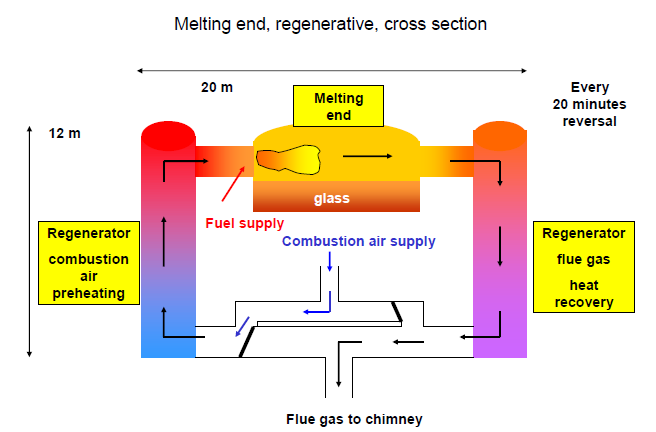 Melting end, regenerative, cross section
20 m
Every
20 minutes
reversal
Melting
end
12 m
glass
Fuel supply
Combustion air supply
Regenerator
combustion
air
preheating
Regenerator
flue gas
heat
recovery
Flue gas to chimney